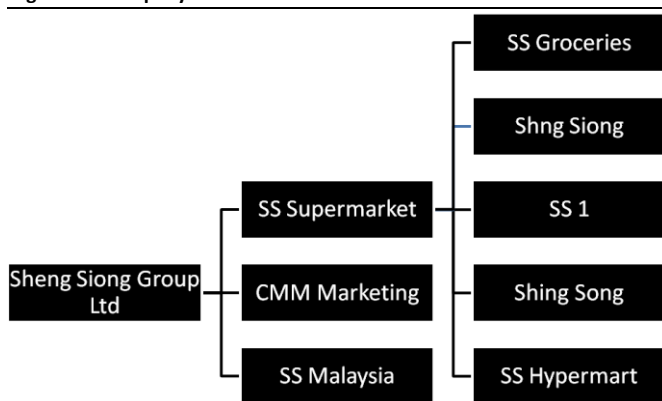 SS Groceries
Shng Siong
SS Supermarket
SS 1
Sheng Siong Group
Ltd
CMM Marketing
Shing Song
SS Malaysia
SS Hypermart